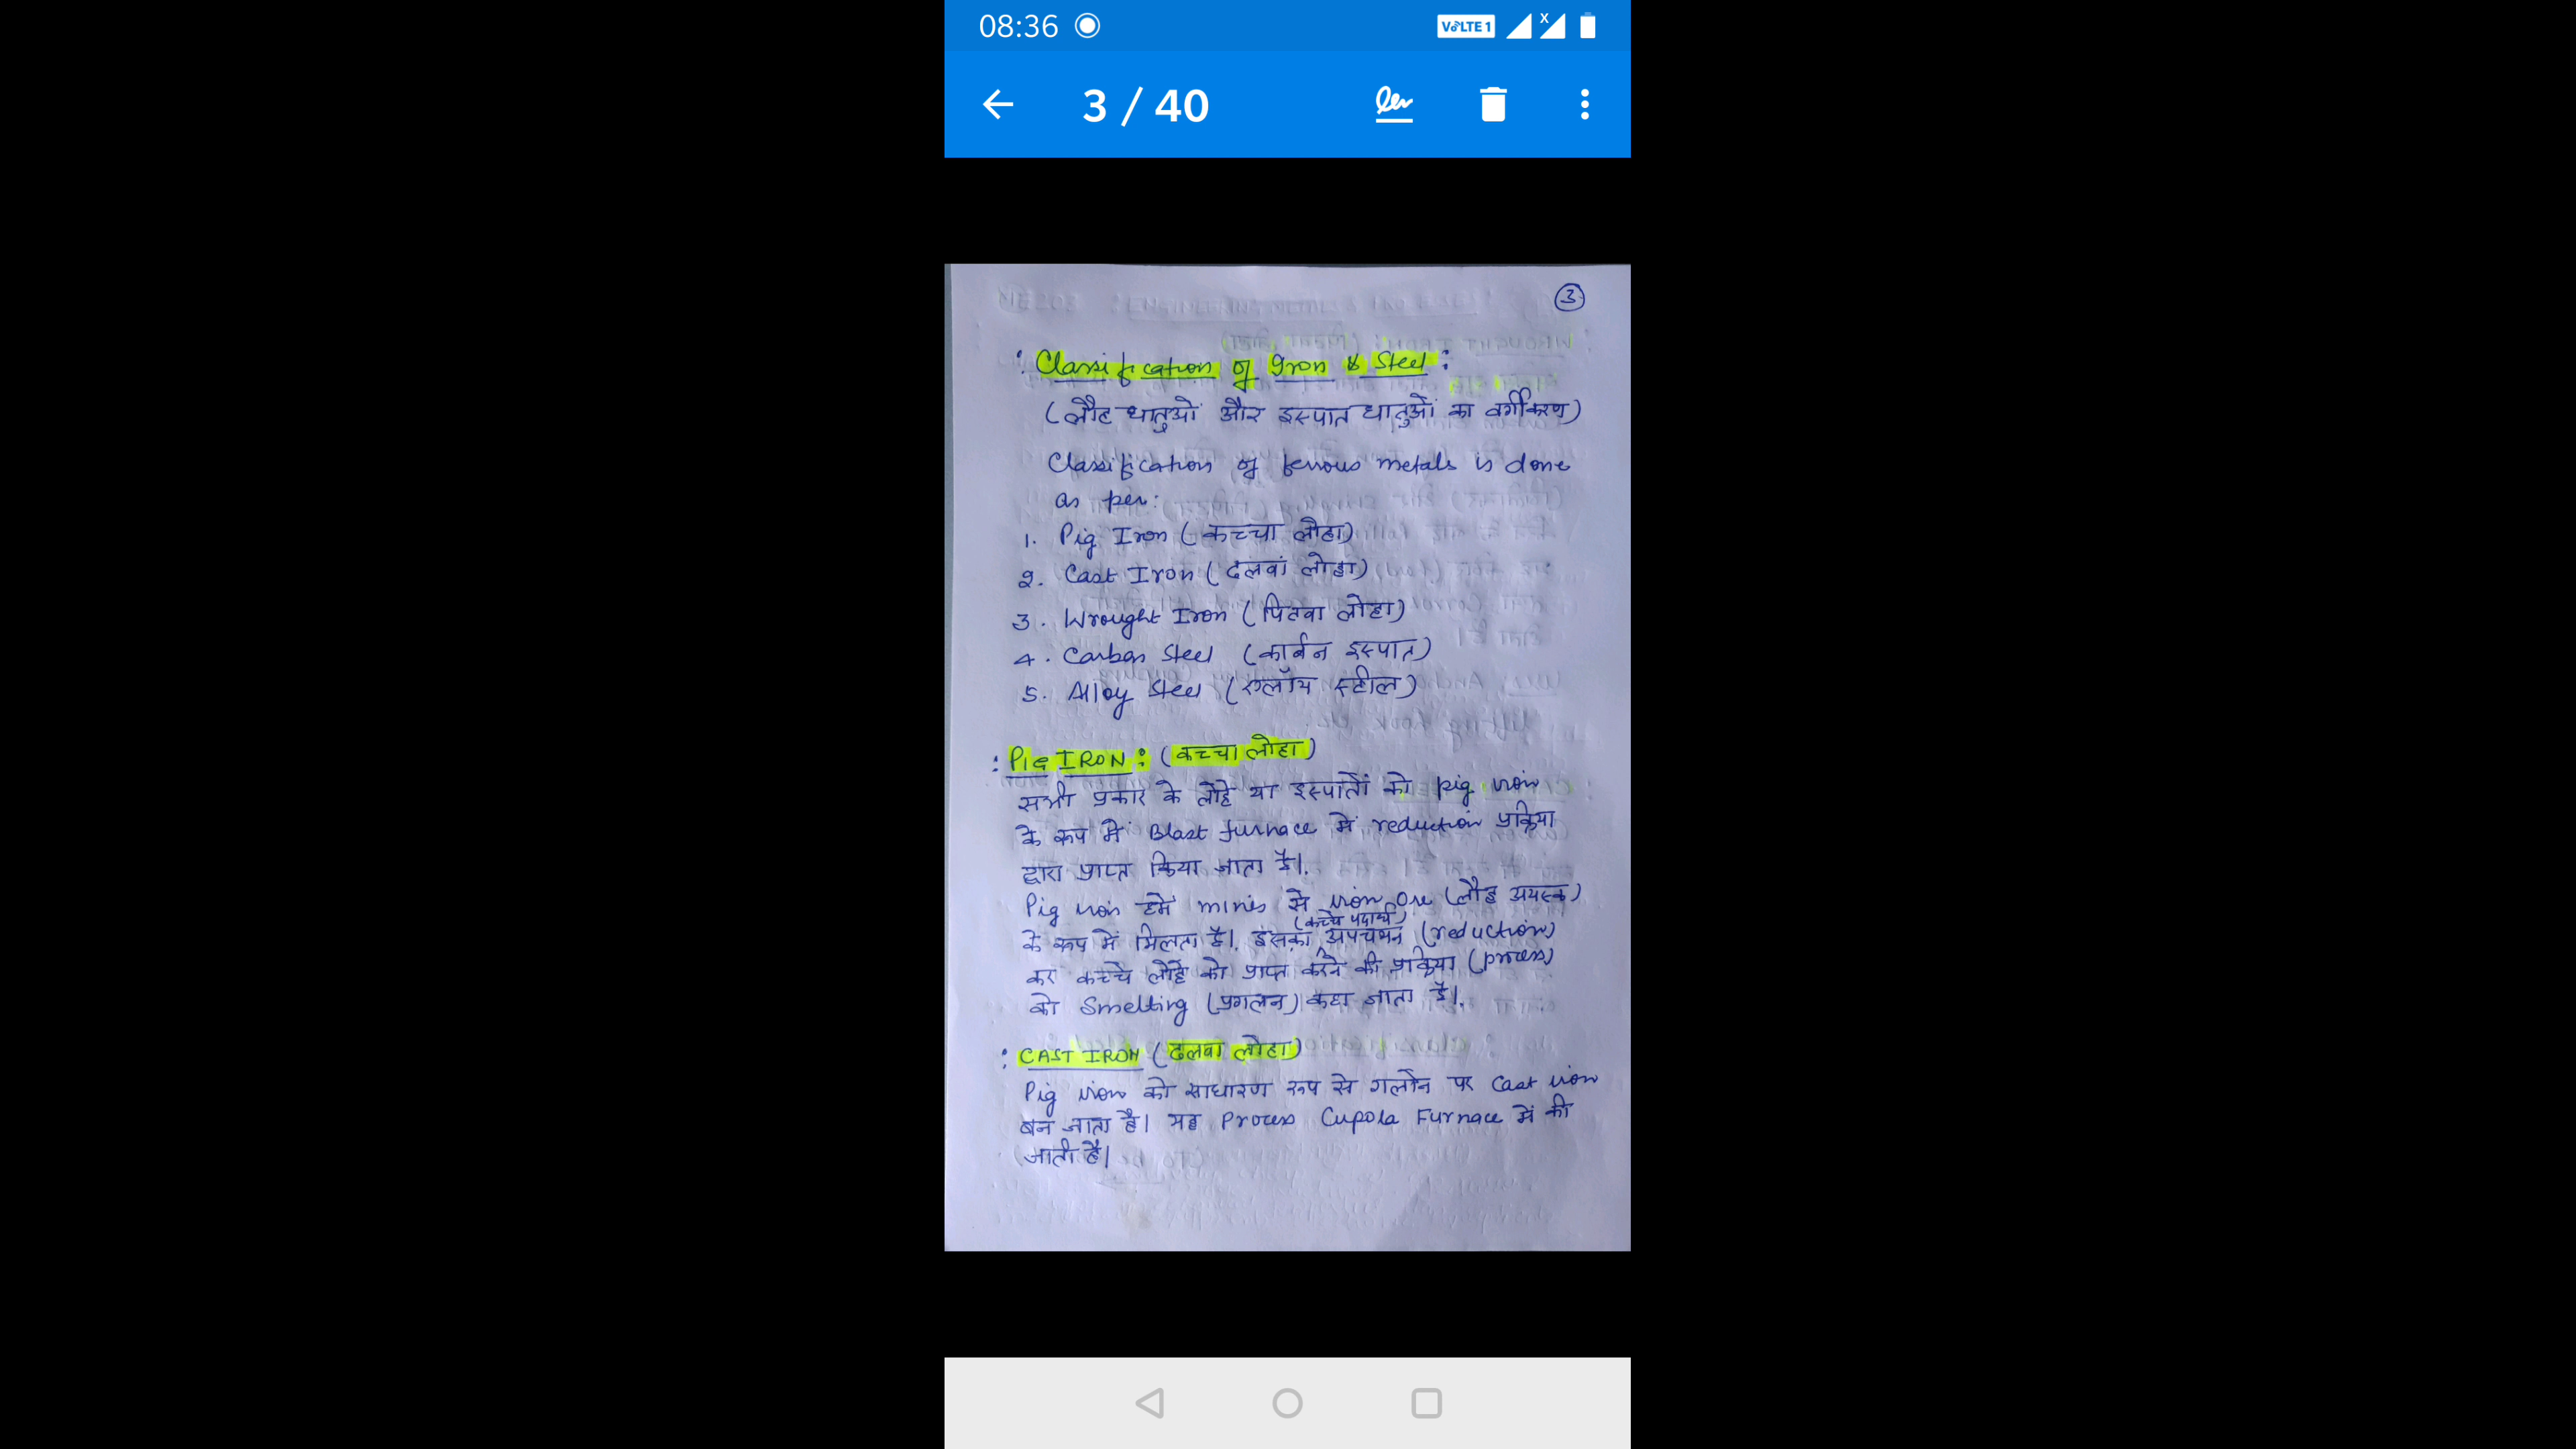 08:36 VoLTE 1 x
3 / 40
3
: Classification of Iron & Steel :
(लौह धातुओं और इस्पात धातुओं का वर्गीकरण)
Classification of ferrous metals is done
as per:
1. Pig Iron (कच्चा लोहा)
2. Cast Iron (ढलवां लोहा)
3. Wrought Iron (पिटवा लोहा)
4. Carbon Steel (कार्बन इस्पात)
5. Alloy Steel (एलॉय स्टील)
: PIG IRON : (कच्चा लोहा)
सभी प्रकार के लोहे या इस्पातों को pig iron
के रूप में Blast furnace में reduction प्रक्रिया
द्वारा प्राप्त किया जाता है।
Pig iron हमें mines से iron Ore (लौह अयस्क)
(कच्चे पदार्थ)
के रूप में मिलता है। इसका अपचयन (reduction)
कर कच्चे लोहे को प्राप्त करने की प्रक्रिया (process)
को Smelting (प्रगलन) कहा जाता है।
: CAST IRON (ढलवा लोहा)
Pig iron को साधारण रूप से गलाने पर Cast iron
बन जाता है। यह Process Cupola Furnace में की
जाती है।